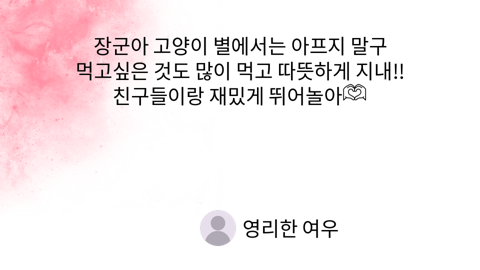 장군아 고양이 별에서는 아프지 말구
먹고싶은 것도 많이 먹고 따뜻하게 지내!!
친구들이랑 재밌게 뛰어놀아🫶
영리한 여우